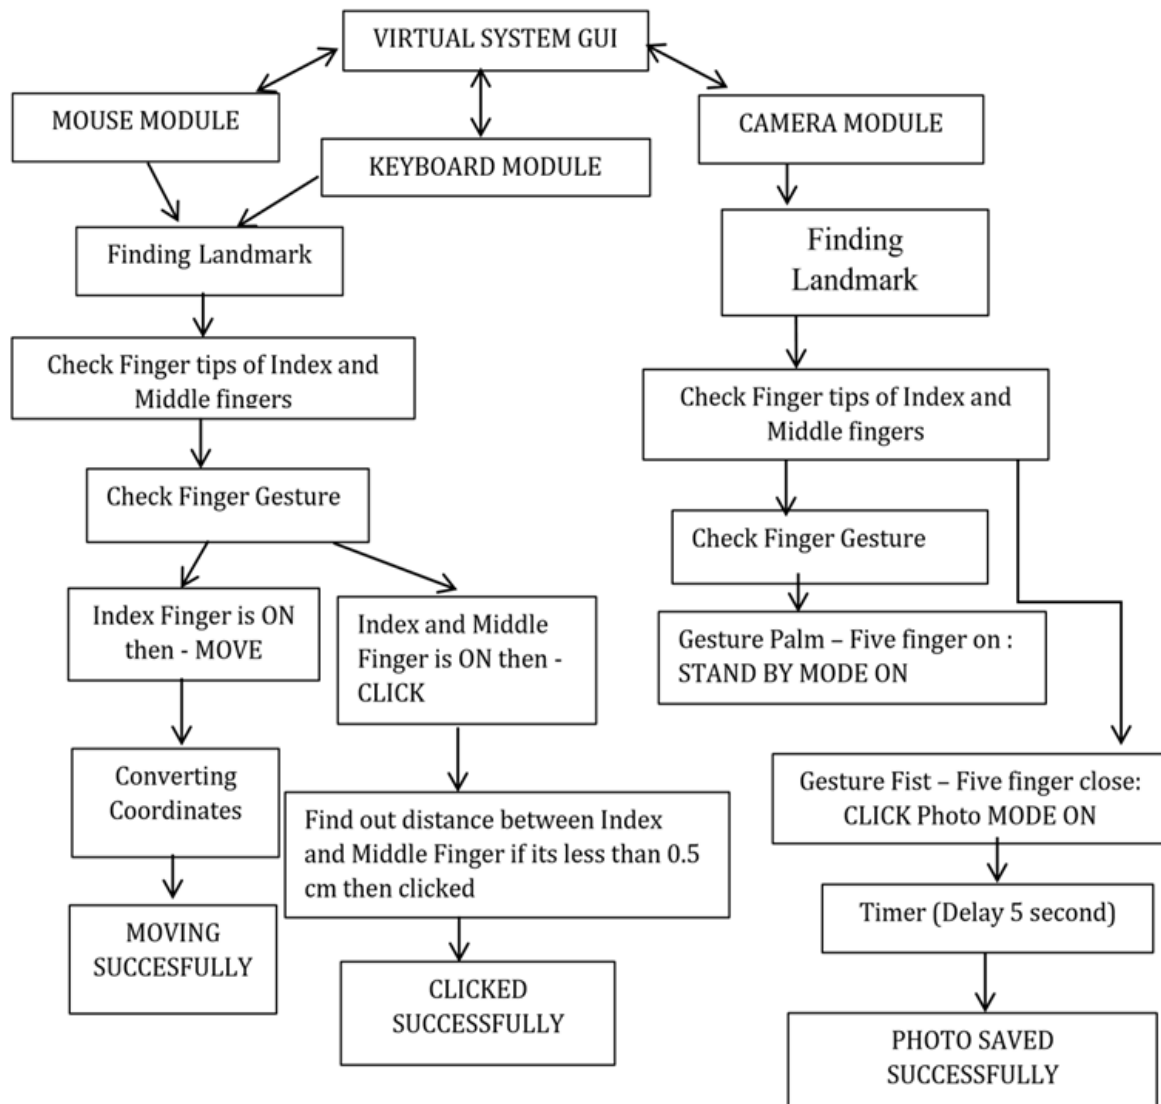 VIRTUAL SYSTEM GUI
MOUSE MODULE
CAMERA MODULE
KEYBOARD MODULE
Finding Landmark
Finding
Landmark
Check Finger tips of Index and
Middle fingers
Check Finger tips of Index and
Middle fingers
Check Finger Gesture
Check Finger Gesture
Index Finger is ON
then - MOVE
Index and Middle
Finger is ON then -
CLICK
Gesture Palm – Five finger on :
STAND BY MODE ON
Converting
Coordinates
Find out distance between Index
and Middle Finger if its less than 0.5
cm then clicked
Gesture Fist – Five finger close:
CLICK Photo MODE ON
Timer (Delay 5 second)
MOVING
SUCCESFULLY
CLICKED
SUCCESSFULLY
PHOTO SAVED
SUCCESSFULLY